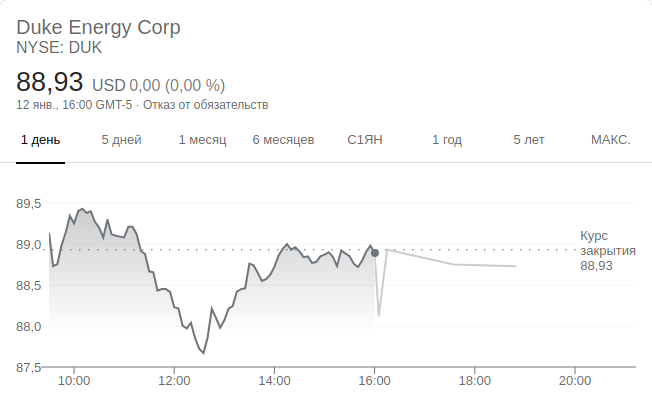 Duke Energy Corp
NYSE: DUK
88,93 USD 0,00 (0,00 %)
12 янв., 16:00 GMT-5 · Отказ от обязательств
1 день 5 дней 1 месяц 6 месяцев С1ЯН 1 год 5 лет МАКС.
89,5
89,0
88,5
88,0
87,5
Курс
закрытия
88,93
10:00 12:00 14:00 16:00 18:00 20:00